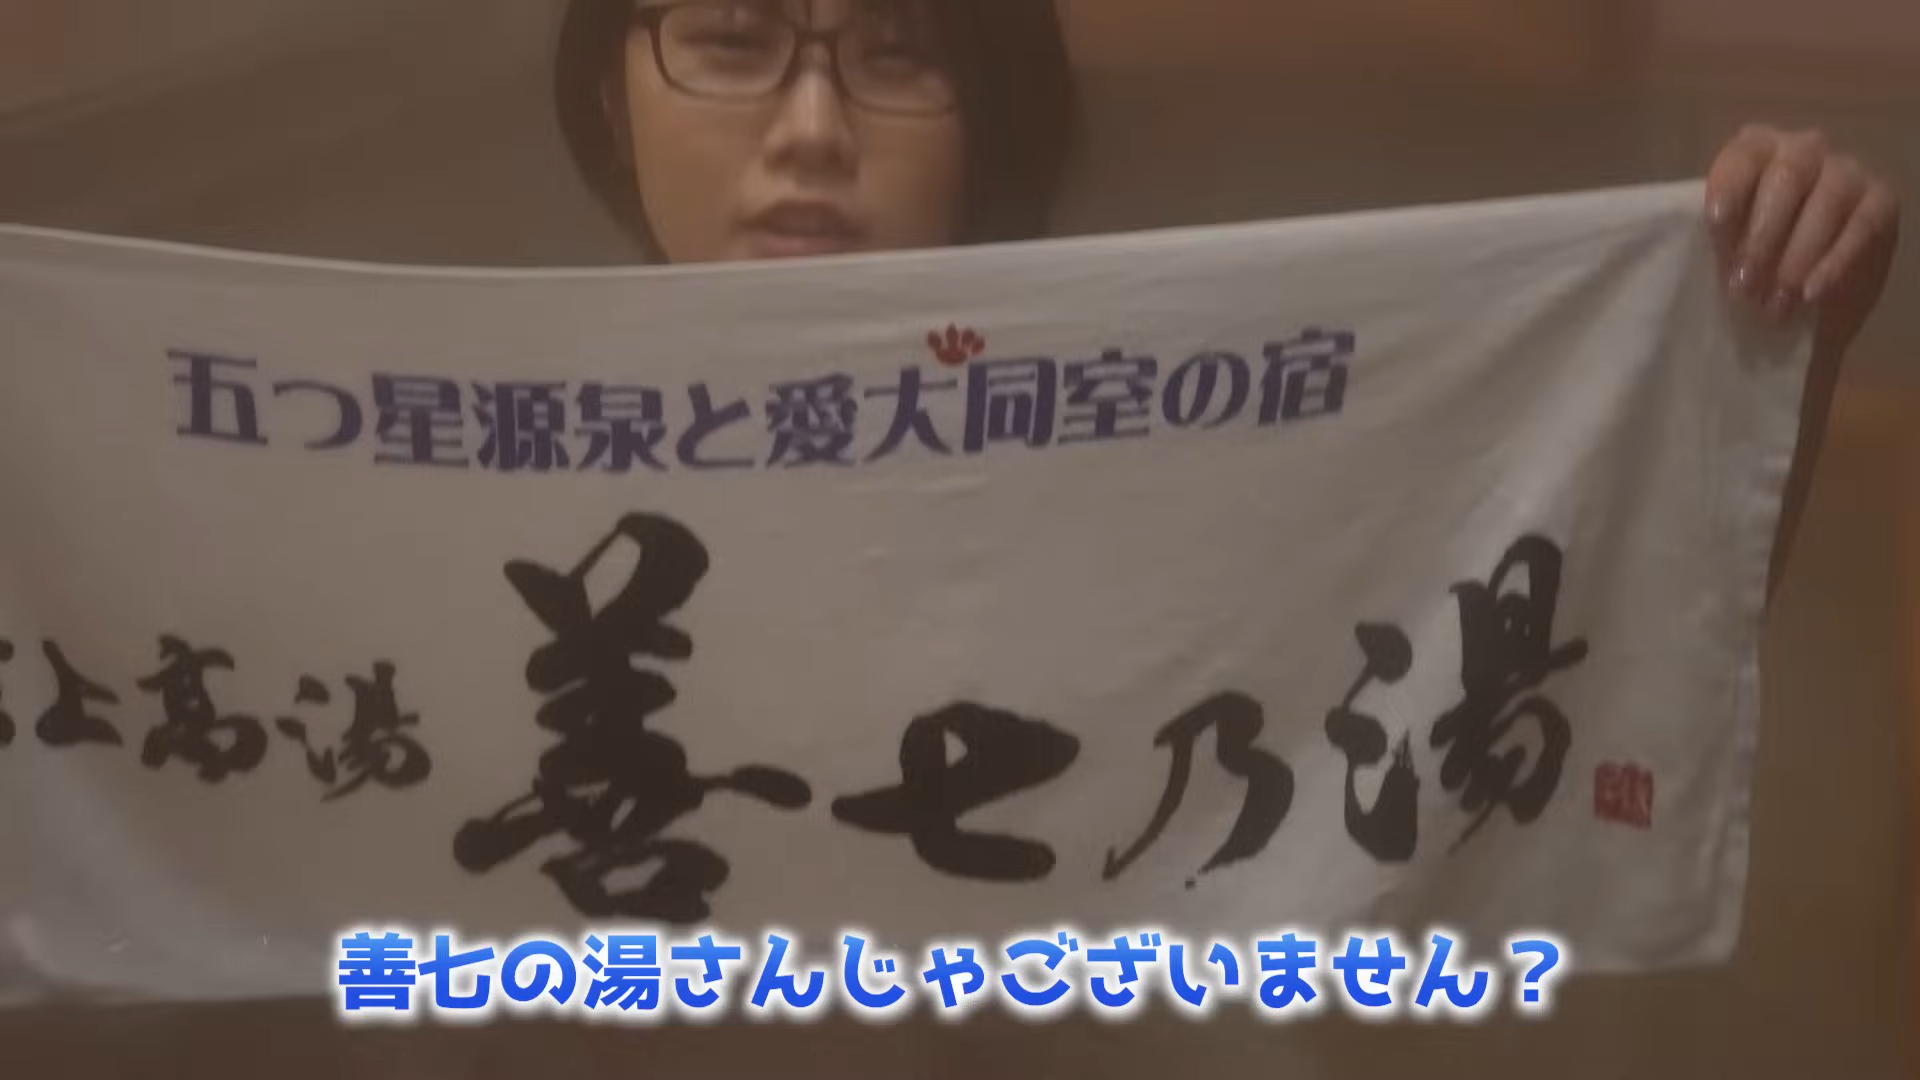 五つ星源泉と愛犬同室の宿
上高湯 善七乃湯
善七の湯さんじゃございません？